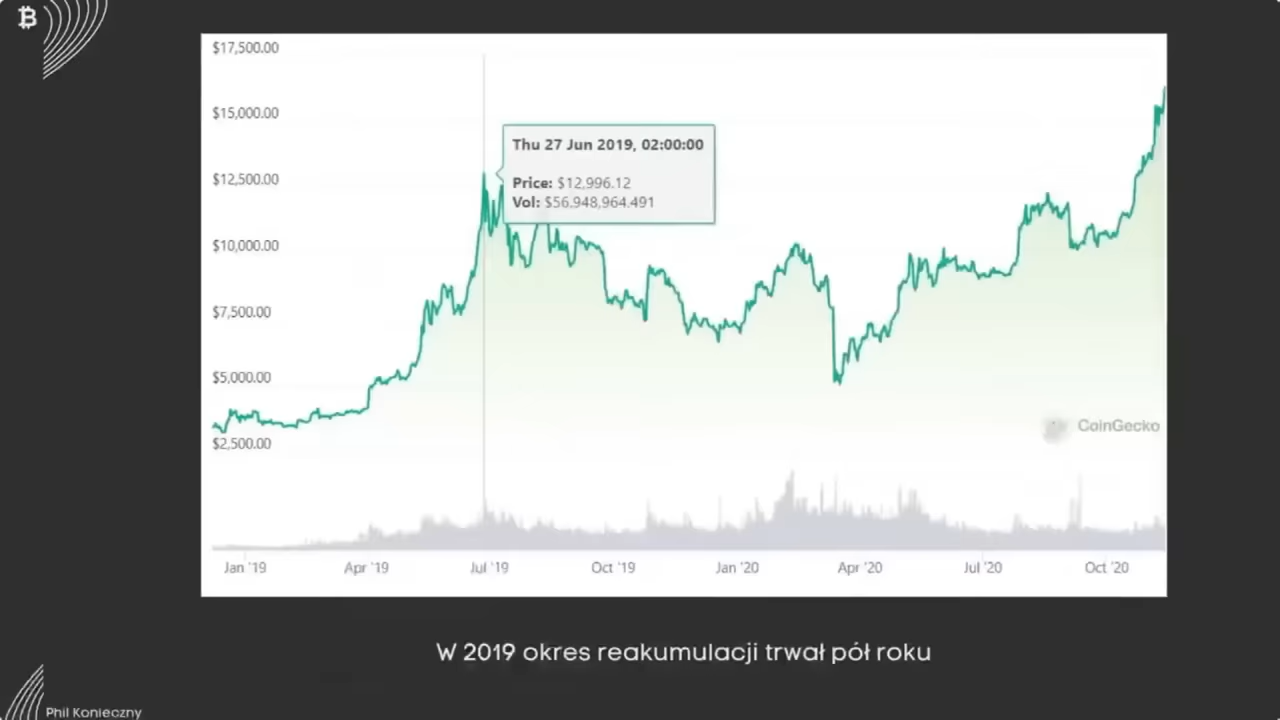 $17,500.00
$15,000.00
$12,500.00
$10,000.00
$7,500.00
$5,000.00
$2,500.00
Thu 27 Jun 2019, 02:00:00
Price: $12,996.12
Vol: $56,948,964.491
CoinGecko
Jan '19 Apr '19 Jul '19 Oct '19 Jan '20 Apr '20 Jul '20 Oct '20
W 2019 okres reakumulacji trwał pół roku
Phil Konieczny